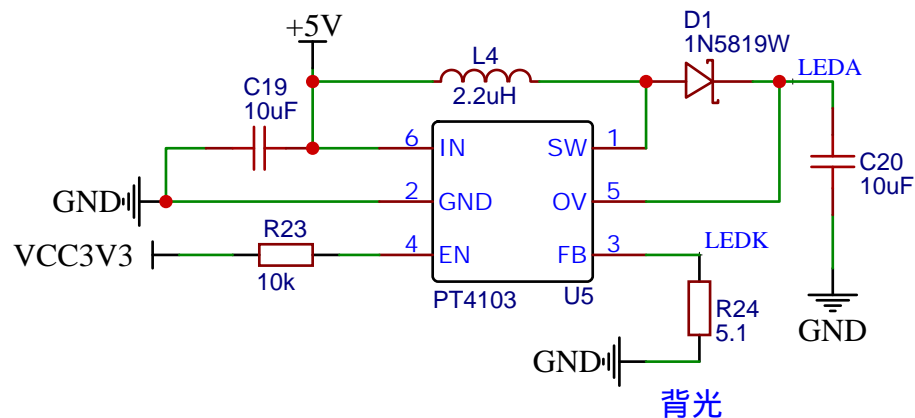 +5V
D1
1N5819W
L4
2.2uH
LEDA
C19
10uF
6
IN
SW
1
C20
10uF
GND
2
GND
OV
5
VCC3V3
R23
10k
4
EN
FB
3
LEDK
PT4103
U5
R24
5.1
GND
GND
背光